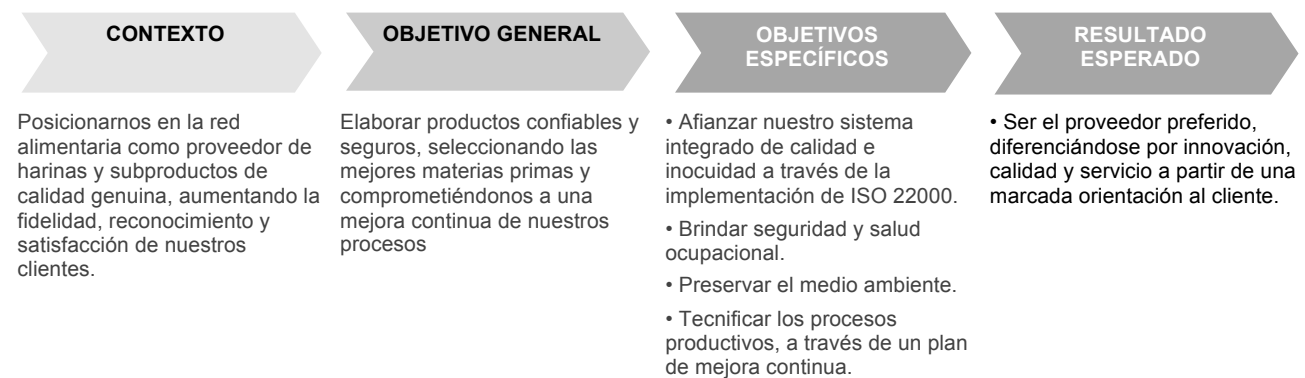 CONTEXTO
Posicionarnos en la red
alimentaria como proveedor de
harinas y subproductos de
calidad genuina, aumentando la
fidelidad, reconocimiento y
satisfacción de nuestros
clientes.
OBJETIVO GENERAL
Elaborar productos confiables y
seguros, seleccionando las
mejores materias primas y
comprometiéndonos a una
mejora continua de nuestros
procesos
OBJETIVOS
ESPECÍFICOS
• Afianzar nuestro sistema
integrado de calidad e
inocuidad a través de la
implementación de ISO 22000.
• Brindar seguridad y salud
ocupacional.
• Preservar el medio ambiente.
• Tecnificar los procesos
productivos, a través de un plan
de mejora continua.
RESULTADO
ESPERADO
• Ser el proveedor preferido,
diferenciándose por innovación,
calidad y servicio a partir de una
marcada orientación al cliente.